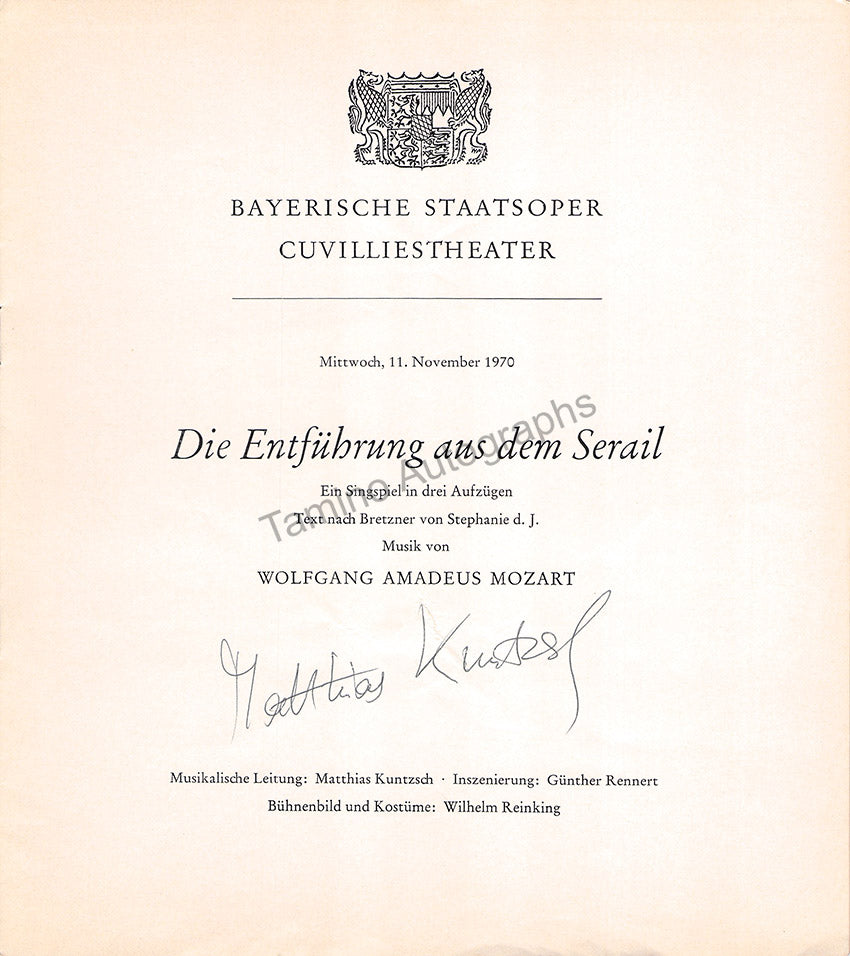 BAYERISCHE STAATSOPER
CUVILLIESTHEATER
Mittwoch, 11. November 1970
Die Entführung aus dem Serail
Tamino Autographs
Ein Singspiel in drei Aufzügen
Text nach Bretzner von Stephanie d. J.
Musik von
WOLFGANG AMADEUS MOZART
Matthias Kuntzsch
Musikalische Leitung: Matthias Kuntzsch · Inszenierung: Günther Rennert
Bühnenbild und Kostüme: Wilhelm Reinking